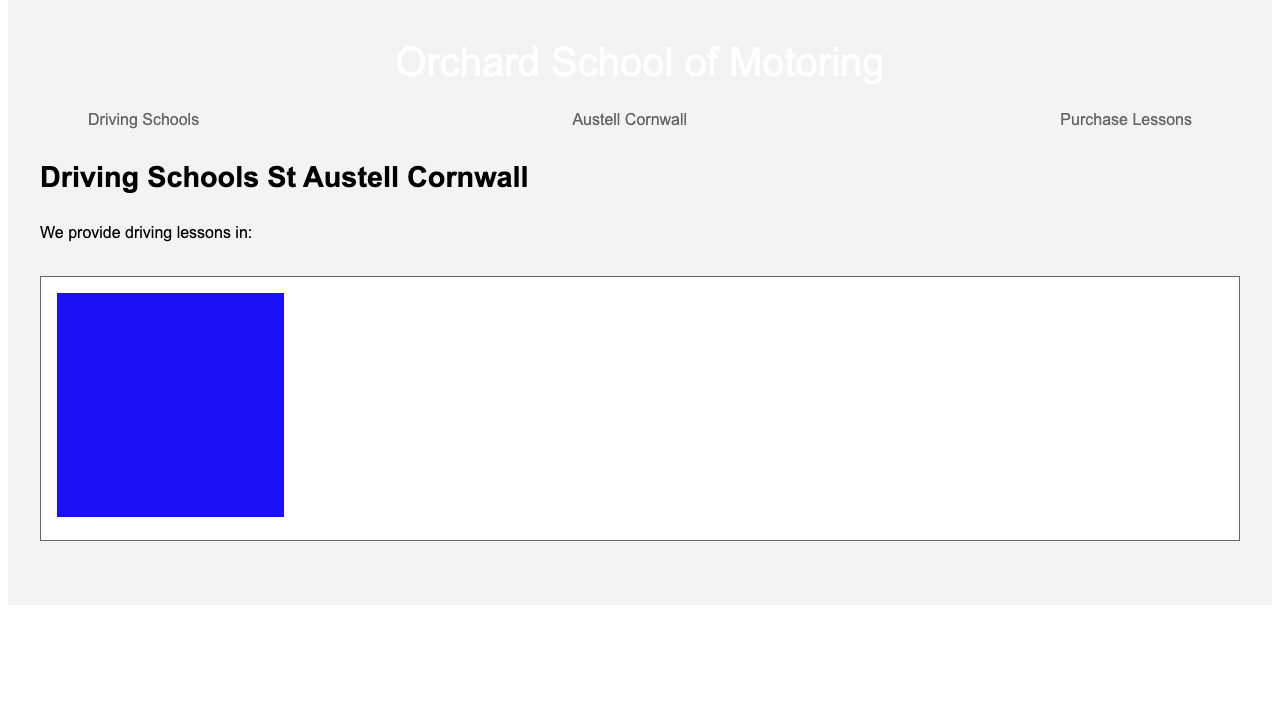 Orchard School of Motoring
Driving Schools
Austell Cornwall
Purchase Lessons
Driving Schools St Austell Cornwall
We provide driving lessons in: